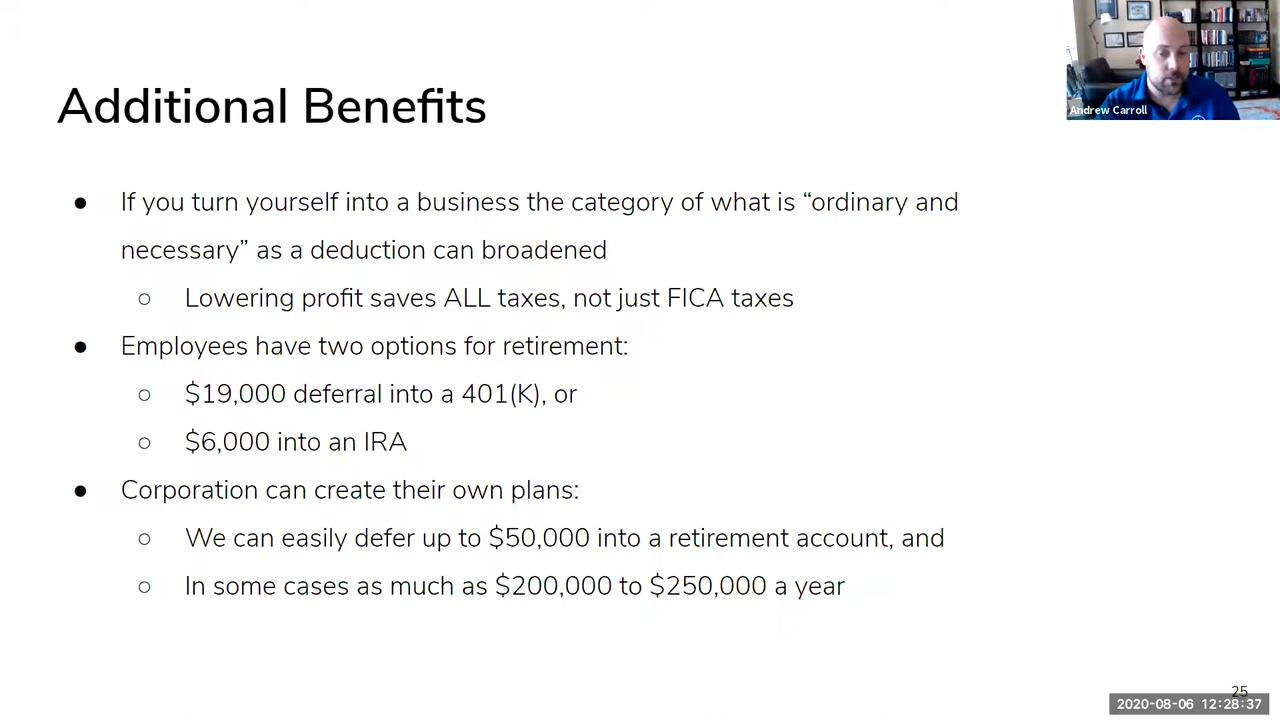 Andrew Carroll
Additional Benefits
● If you turn yourself into a business the category of what is “ordinary and
necessary” as a deduction can broadened
○ Lowering profit saves ALL taxes, not just FICA taxes
● Employees have two options for retirement:
○ $19,000 deferral into a 401(K), or
○ $6,000 into an IRA
● Corporation can create their own plans:
○ We can easily defer up to $50,000 into a retirement account, and
○ In some cases as much as $200,000 to $250,000 a year
25
2020-08-06 12:28:37